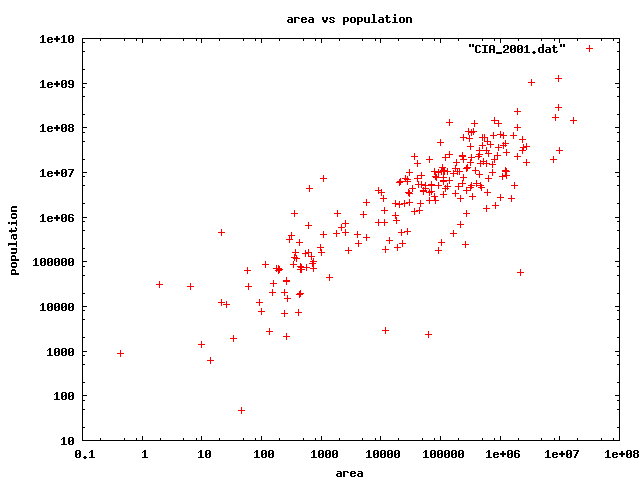 area vs population
"CIA_2001.dat"
1e+10
1e+09
1e+08
1e+07
1e+06
100000
10000
1000
100
10
population
0.1 1 10 100 1000 10000 100000 1e+06 1e+07 1e+08
area